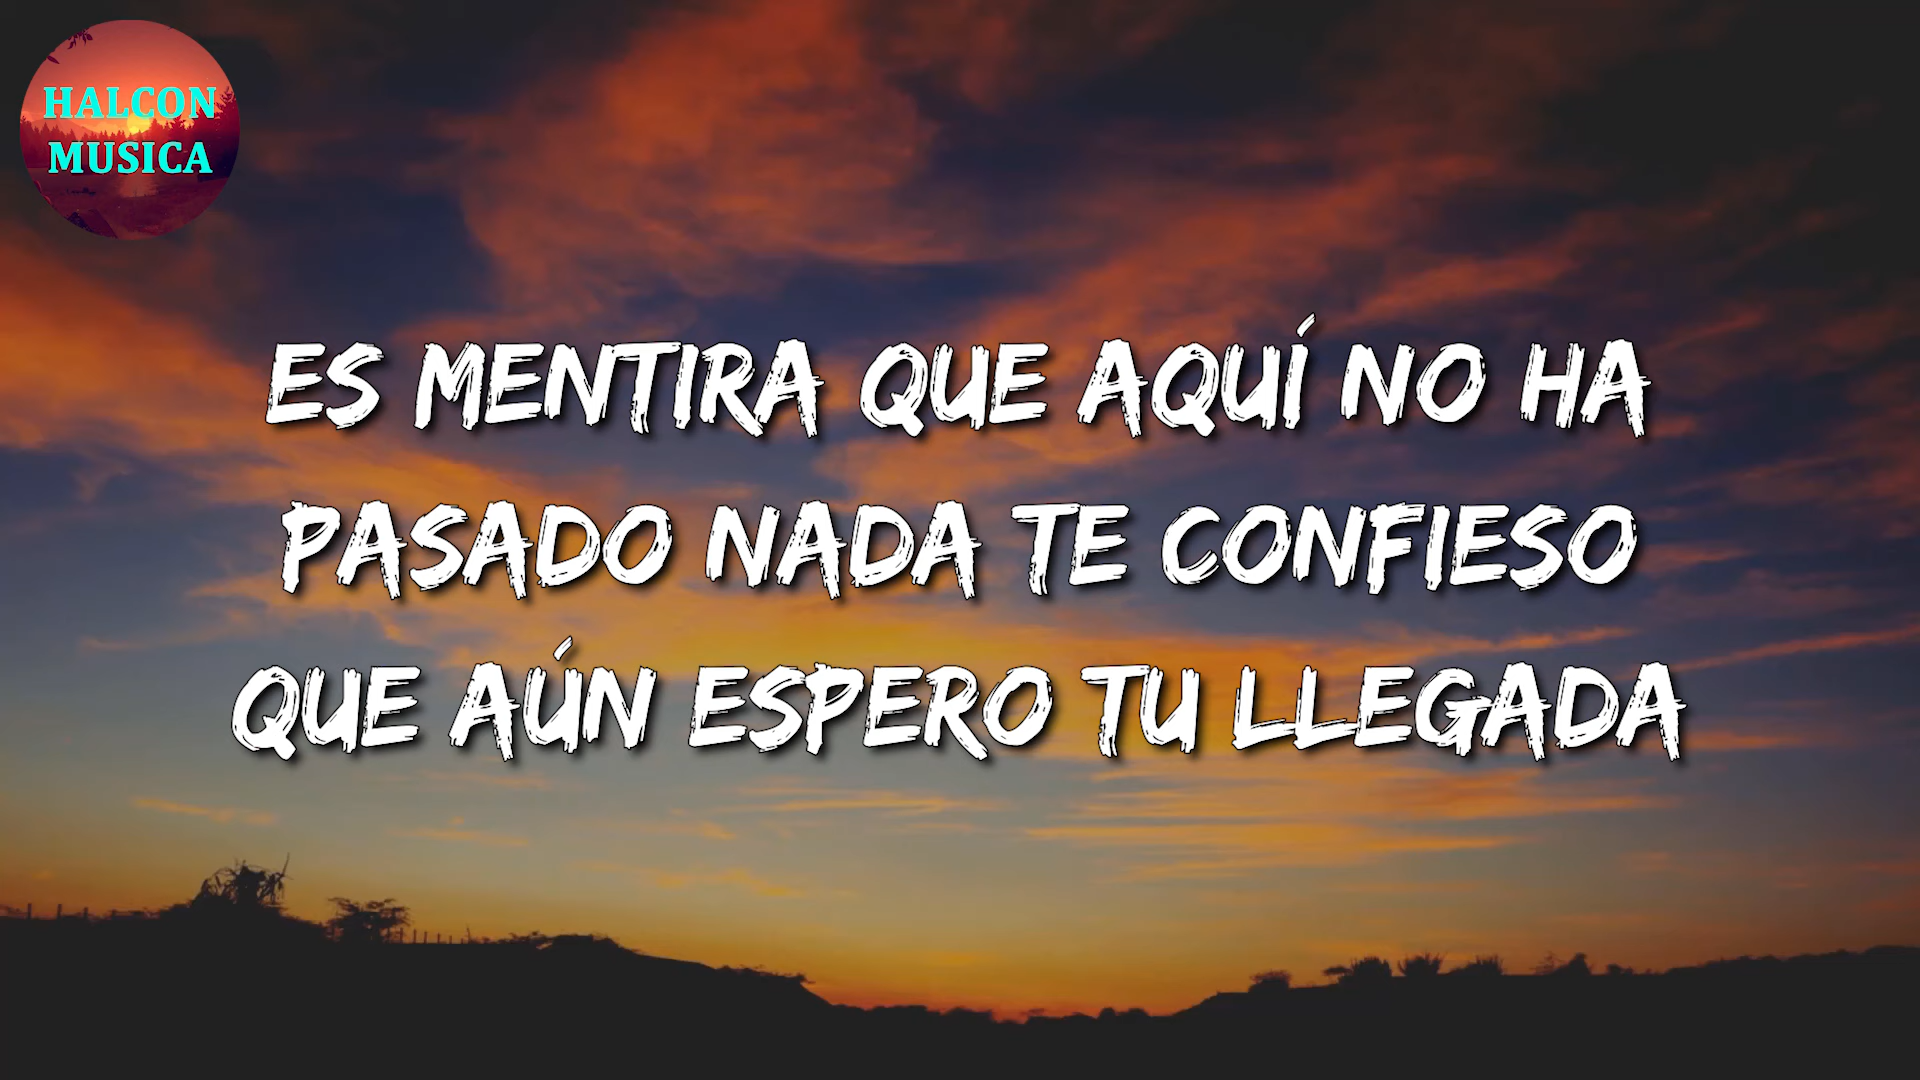 HALCON
MUSICA
ES MENTIRA QUE AQUÍ NO HA
PASADO NADA TE CONFIESO
QUE AÚN ESPERO TU LLEGADA